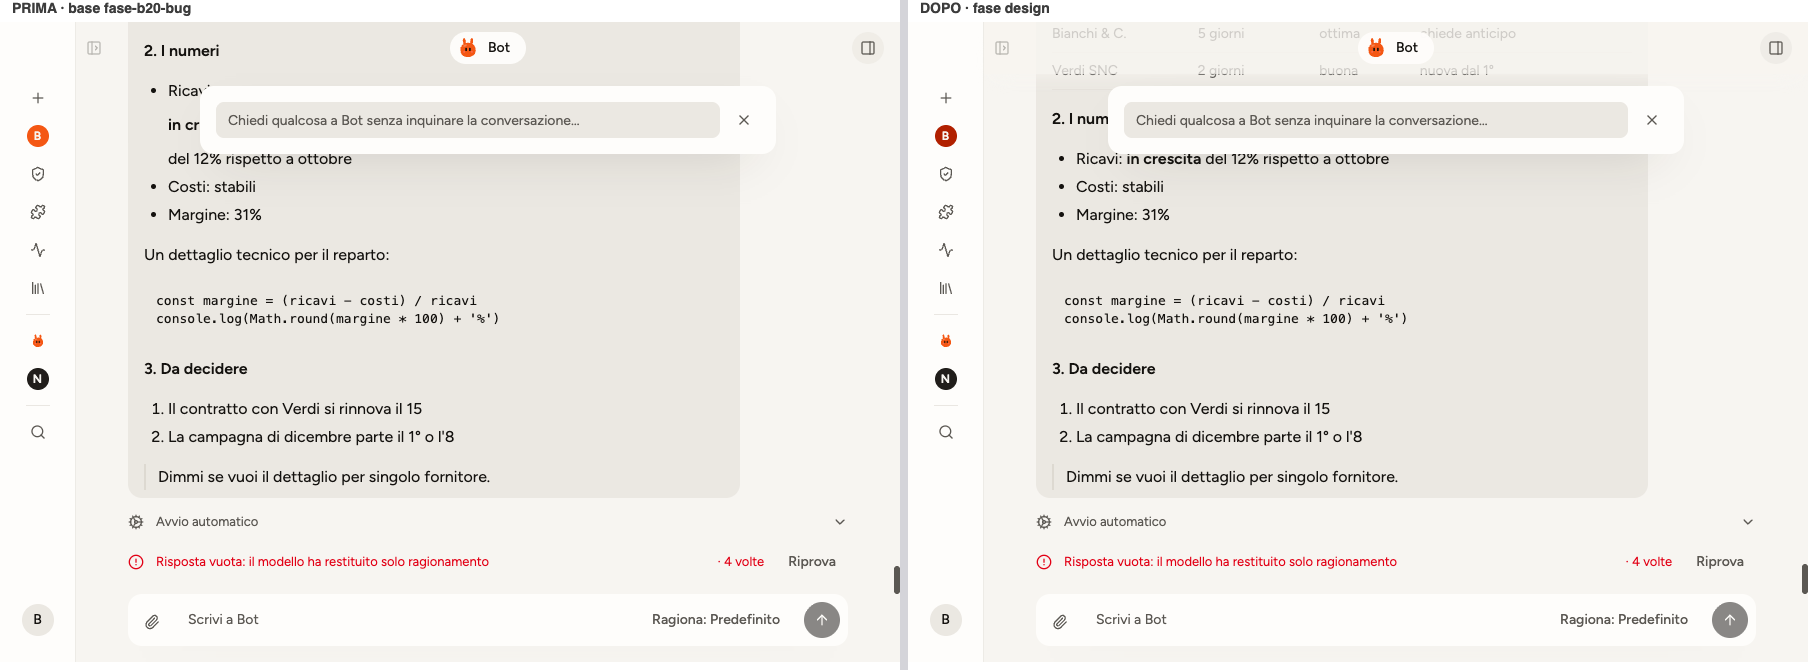 PRIMA · base fase-b20-bug
Bot
2. I numeri
Chiedi qualcosa a Bot senza inquinare la conversazione...
in cr
del 12% rispetto a ottobre
B
Costi: stabili
Margine: 31%
Un dettaglio tecnico per il reparto:
const margine = (ricavi − costi) / ricavi
console.log(Math.round(margine * 100) + '%')
3. Da decidere
N
1. Il contratto con Verdi si rinnova il 15
2. La campagna di dicembre parte il 1° o l'8
Dimmi se vuoi il dettaglio per singolo fornitore.
Avvio automatico
Risposta vuota: il modello ha restituito solo ragionamento · 4 volte Riprova
B
Scrivi a Bot Ragiona: Predefinito
DOPO · fase design
Bianchi & C. 5 giorni ottima chiede anticipo
Bot
Verdi SNC 2 giorni buona nuova dal 1°
2. I num
Chiedi qualcosa a Bot senza inquinare la conversazione...
B
Ricavi: in crescita del 12% rispetto a ottobre
Costi: stabili
Margine: 31%
Un dettaglio tecnico per il reparto:
const margine = (ricavi − costi) / ricavi
console.log(Math.round(margine * 100) + '%')
3. Da decidere
N
1. Il contratto con Verdi si rinnova il 15
2. La campagna di dicembre parte il 1° o l'8
Dimmi se vuoi il dettaglio per singolo fornitore.
Avvio automatico
Risposta vuota: il modello ha restituito solo ragionamento · 4 volte Riprova
B
Scrivi a Bot Ragiona: Predefinito